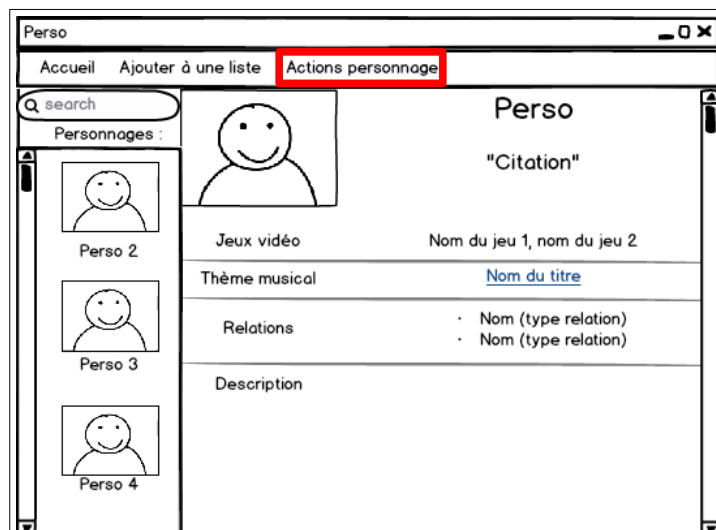 Perso
Accueil Ajouter à une liste Actions personnage
search
Personnages :
Perso 2
Perso 3
Perso 4
Perso
"Citation"
Jeux vidéo Nom du jeu 1, nom du jeu 2
Thème musical Nom du titre
Relations · Nom (type relation)
· Nom (type relation)
Description